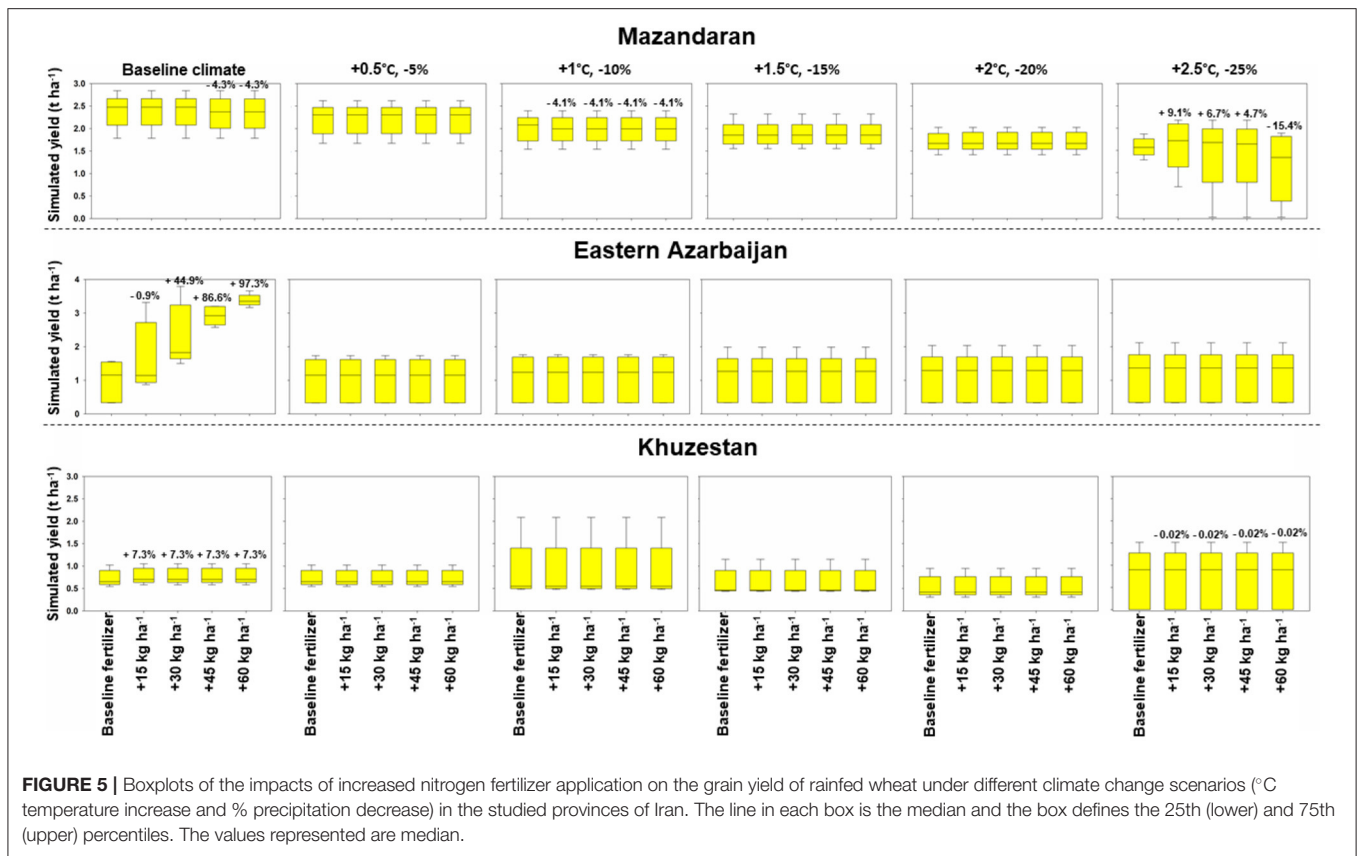 Mazandaran
Baseline climate
+0.5°C, -5%
+1°C, -10%
+1.5°C, -15%
+2°C, -20%
+2.5°C, -25%
Simulated yield (t ha-1)
3.0
2.5
2.0
1.5
1.0
0.5
0.0
- 4.3% - 4.3%
- 4.1% - 4.1% - 4.1% - 4.1%
+ 9.1% + 6.7% + 4.7%
- 15.4%
Eastern Azarbaijan
Simulated yield (t ha-1)
4
3
2
1
0
- 0.9%
+ 44.9%
+ 86.6%
+ 97.3%
Khuzestan
Simulated yield (t ha-1)
3.0
2.5
2.0
1.5
1.0
0.5
0.0
+ 7.3% + 7.3% + 7.3% + 7.3%
- 0.02% - 0.02% - 0.02% - 0.02%
Baseline fertilizer
+15 kg ha-1
+30 kg ha-1
+45 kg ha-1
+60 kg ha-1
Baseline fertilizer
+15 kg ha-1
+30 kg ha-1
+45 kg ha-1
+60 kg ha-1
Baseline fertilizer
+15 kg ha-1
+30 kg ha-1
+45 kg ha-1
+60 kg ha-1
Baseline fertilizer
+15 kg ha-1
+30 kg ha-1
+45 kg ha-1
+60 kg ha-1
Baseline fertilizer
+15 kg ha-1
+30 kg ha-1
+45 kg ha-1
+60 kg ha-1
Baseline fertilizer
+15 kg ha-1
+30 kg ha-1
+45 kg ha-1
+60 kg ha-1
FIGURE 5 | Boxplots of the impacts of increased nitrogen fertilizer application on the grain yield of rainfed wheat under different climate change scenarios (°C
temperature increase and % precipitation decrease) in the studied provinces of Iran. The line in each box is the median and the box defines the 25th (lower) and 75th
(upper) percentiles. The values represented are median.